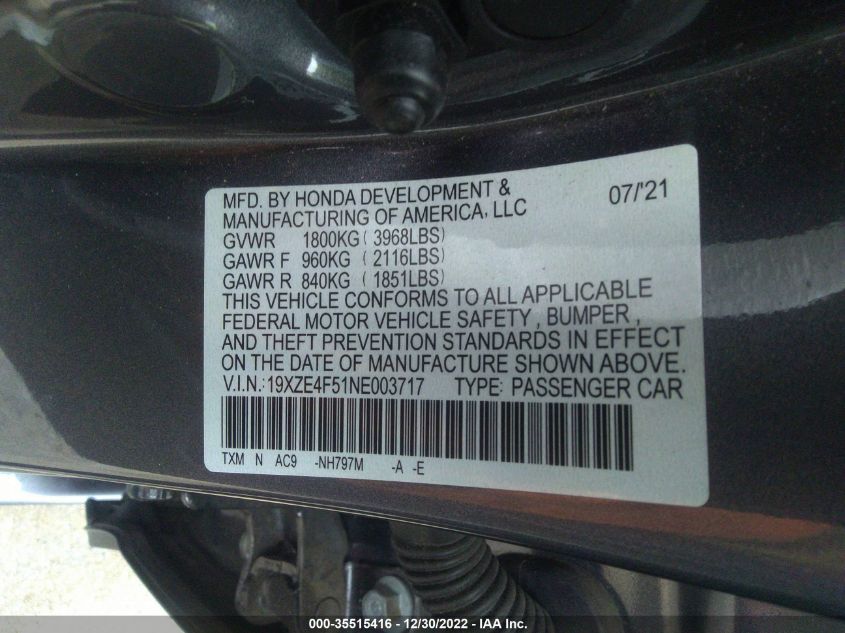 MFD. BY HONDA DEVELOPMENT & 07/'21
MANUFACTURING OF AMERICA, LLC
GVWR 1800KG ( 3968LBS)
GAWR F 960KG ( 2116LBS)
GAWR R 840KG ( 1851LBS)
THIS VEHICLE CONFORMS TO ALL APPLICABLE
FEDERAL MOTOR VEHICLE SAFETY , BUMPER ,
AND THEFT PREVENTION STANDARDS IN EFFECT
ON THE DATE OF MANUFACTURE SHOWN ABOVE.
V.I.N.:19XZE4F51NE003717 TYPE: PASSENGER CAR
TXM N AC9 -NH797M -A -E
000-35515416 - 12/30/2022 - IAA Inc.